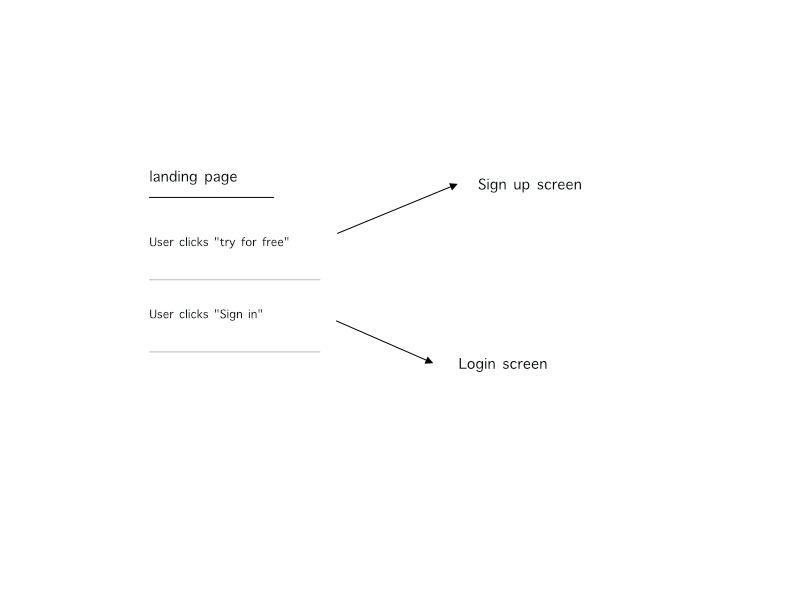 landing page
User clicks "try for free"
User clicks "Sign in"
Sign up screen
Login screen